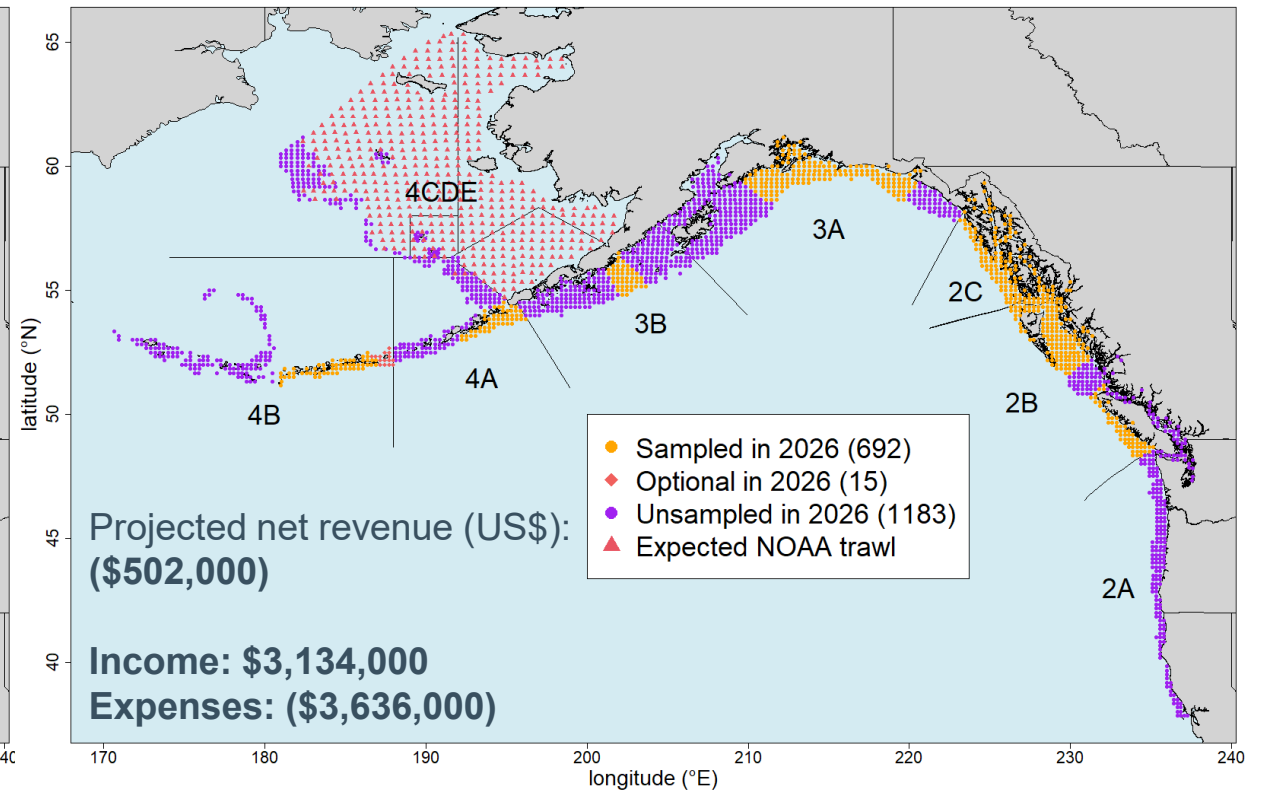 65
60
55
50
45
40
latitude (°N)
4CDE
3A
2C
3B
4A
2B
4B
2A
Sampled in 2026 (692)
Optional in 2026 (15)
Unsampled in 2026 (1183)
Expected NOAA trawl
Projected net revenue (US$):
($502,000)
Income: $3,134,000
Expenses: ($3,636,000)
40 170 180 190 200 210 220 230 240
longitude (°E)